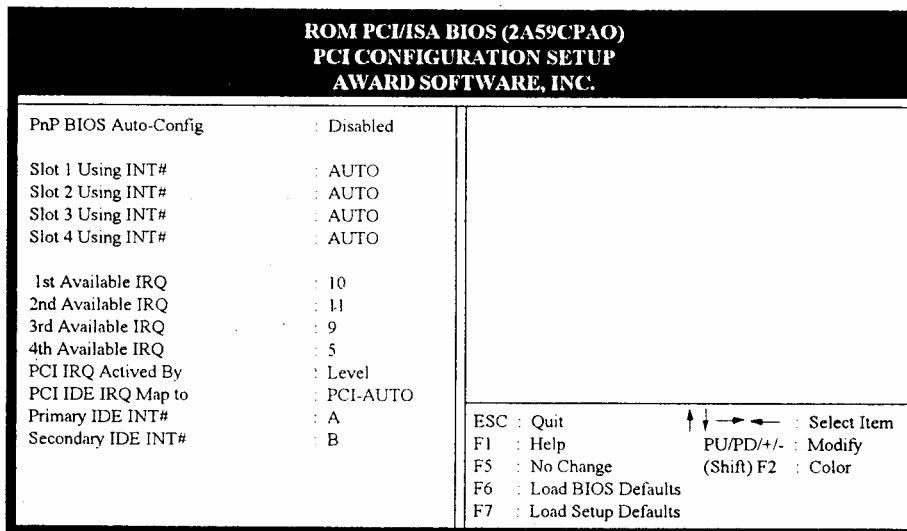 ROM PCI/ISA BIOS (2A59CPAO)
PCI CONFIGURATION SETUP
AWARD SOFTWARE, INC.
PnP BIOS Auto-Config : Disabled
Slot 1 Using INT# : AUTO
Slot 2 Using INT# : AUTO
Slot 3 Using INT# : AUTO
Slot 4 Using INT# : AUTO
1st Available IRQ : 10
2nd Available IRQ : 11
3rd Available IRQ : 9
4th Available IRQ : 5
PCI IRQ Actived By : Level
PCI IDE IRQ Map to : PCI-AUTO
Primary IDE INT# : A
Secondary IDE INT# : B
ESC : Quit ↑ ↓ → ← : Select Item
F1 : Help PU/PD/+/- : Modify
F5 : No Change (Shift) F2 : Color
F6 : Load BIOS Defaults
F7 : Load Setup Defaults